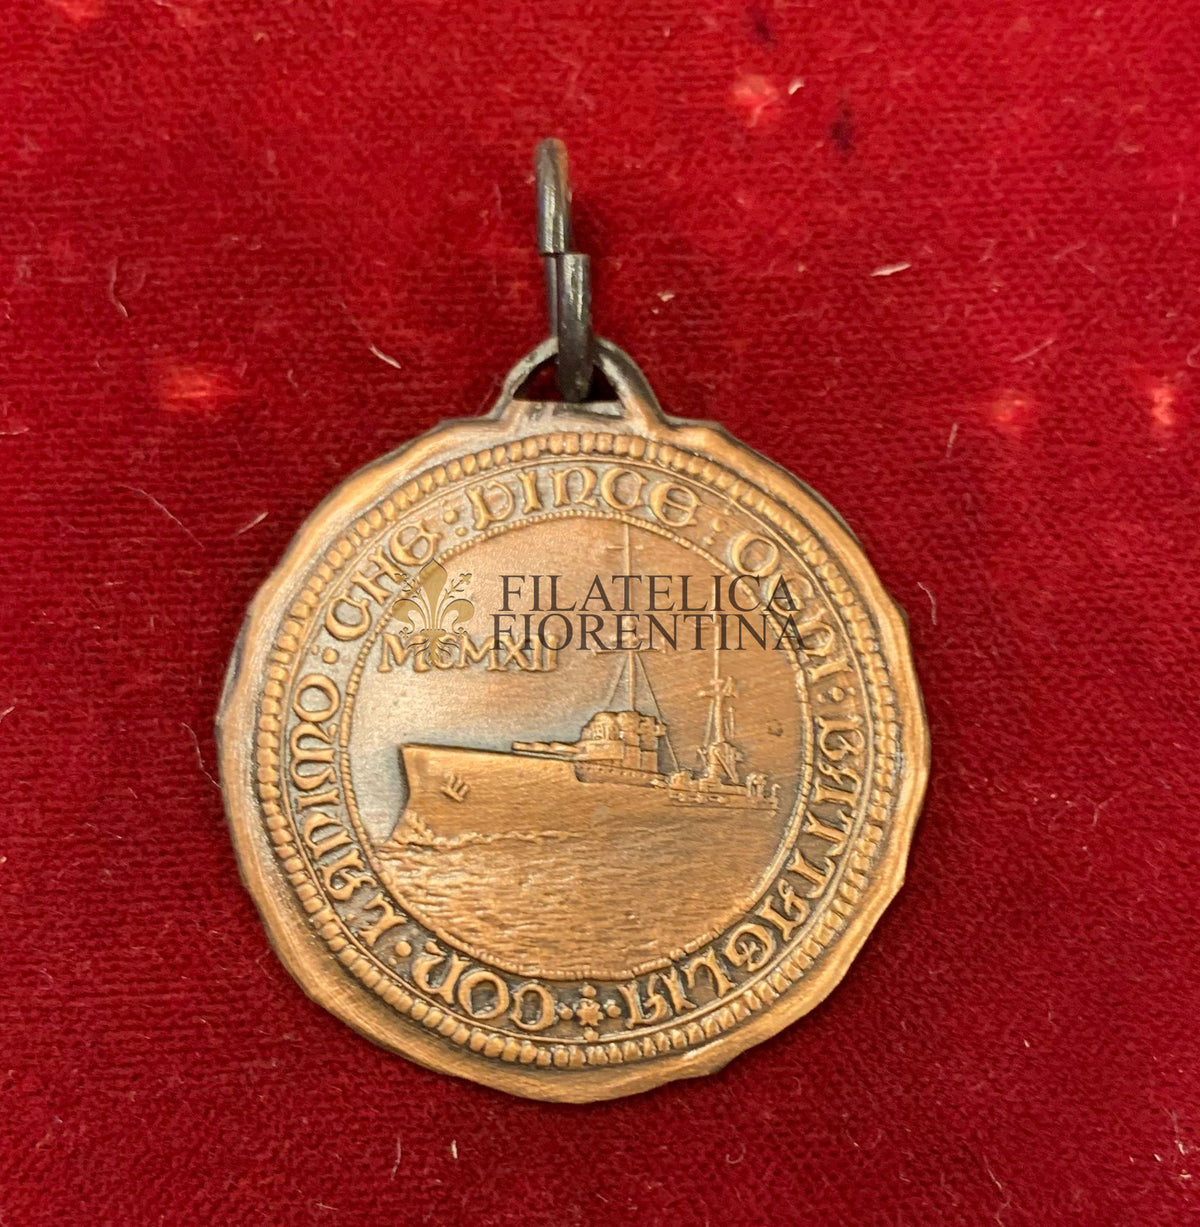 CON · L'ANIMO · CHE · VINCE · OGNI · BATTAGLIA ·
MCMXII
FILATELICA
FIORENTINA